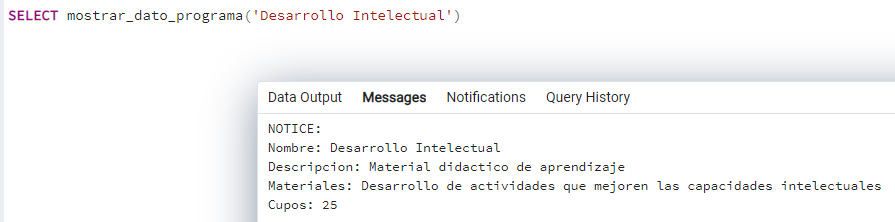 SELECT mostrar_dato_programa('Desarrollo Intelectual')
Data Output Messages Notifications Query History
NOTICE:
Nombre: Desarrollo Intelectual
Descripcion: Material didactico de aprendizaje
Materiales: Desarrollo de actividades que mejoren las capacidades intelectuales
Cupos: 25